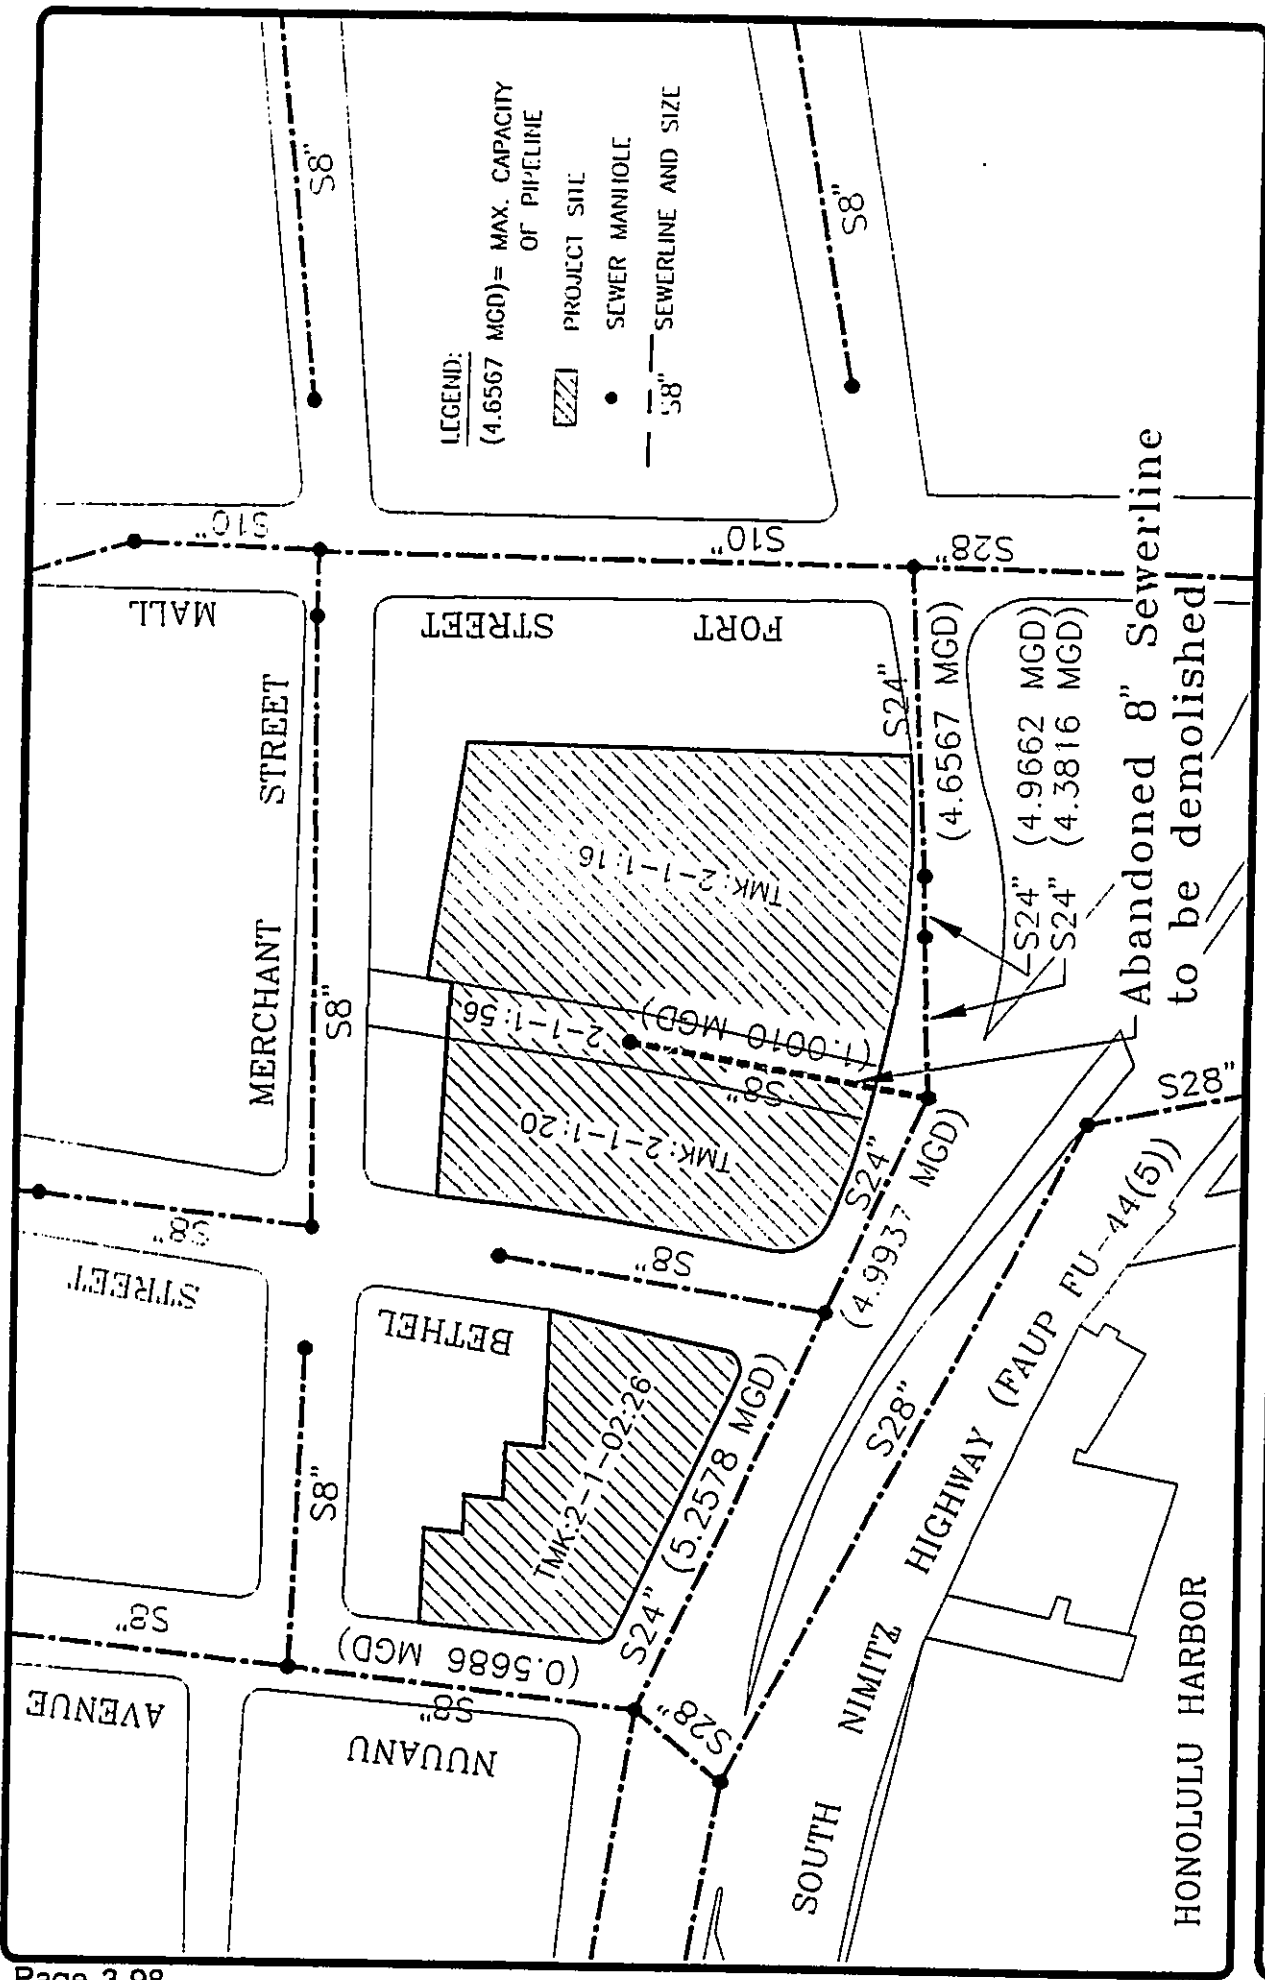 LEGEND:
(4.6567 MGD)= MAX. CAPACITY
OF PIPELINE
PROJECT SITE
SEWER MANHOLE
S8" SEWERLINE AND SIZE
S8"
S8"
S10"
S10"
S28"
MALL
STREET
FORT
MERCHANT STREET
S8"
S24"
(4.6567 MGD)
S24" (4.9662 MGD)
S24" (4.3816 MGD)
Abandoned 8" Sewerline
to be demolished
TMK: 2-1-1:16
2-1-1:56
(1.0010 MGD)
S8"
TMK: 2-1-1:20
S24"
(4.9937 MGD)
S28"
S8"
STREET
BETHEL
S8"
S8"
TMK: 2-1-02:26
S24" (5.2578 MGD)
S28"
SOUTH NIMITZ HIGHWAY (FAUP FU-44(5))
S8"
(0.5686 MGD)
S8"
AVENUE
NUUANU
S28"
HONOLULU HARBOR
Page 3-98